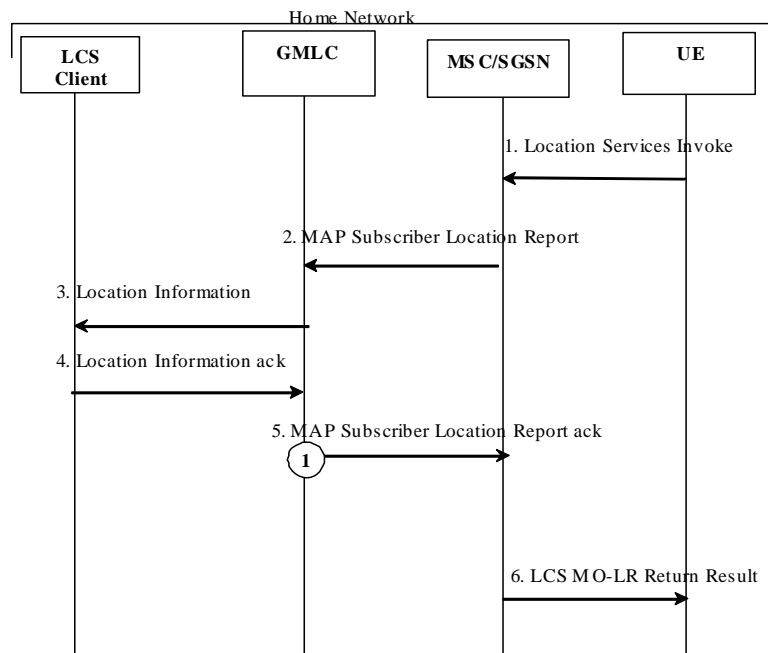 Home Network
LCS
Client
GMLC
MSC/SGSN
UE
1. Location Services Invoke
2. MAP Subscriber Location Report
3. Location Information
4. Location Information ack
5. MAP Subscriber Location Report ack
1
6. LCS MO-LR Return Result